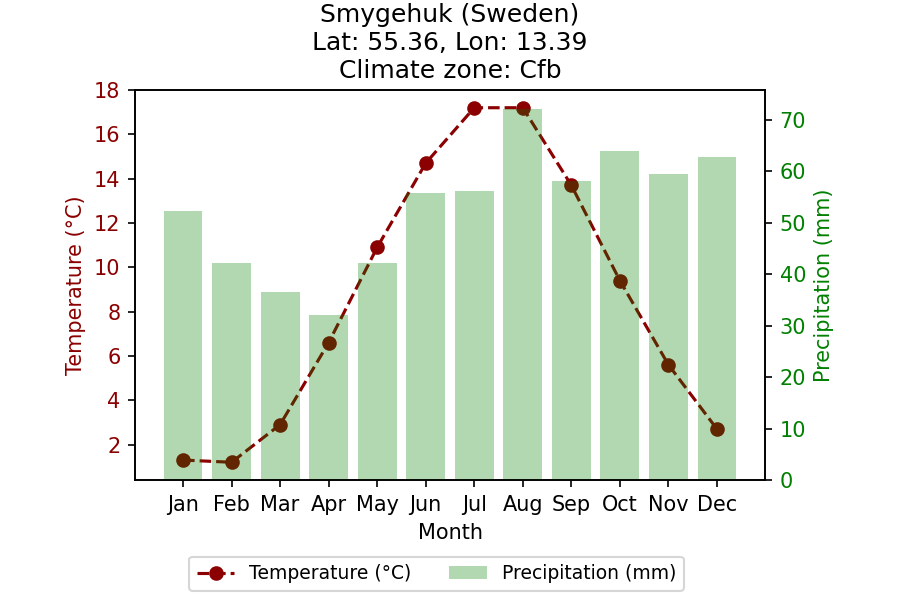 Smygehuk (Sweden)
Lat: 55.36, Lon: 13.39
Climate zone: Cfb
18
16
14
12
10
8
6
4
2
Temperature (°C)
70
60
50
40
30
20
10
0
Precipitation (mm)
Jan Feb Mar Apr May Jun Jul Aug Sep Oct Nov Dec
Month
Temperature (°C) Precipitation (mm)